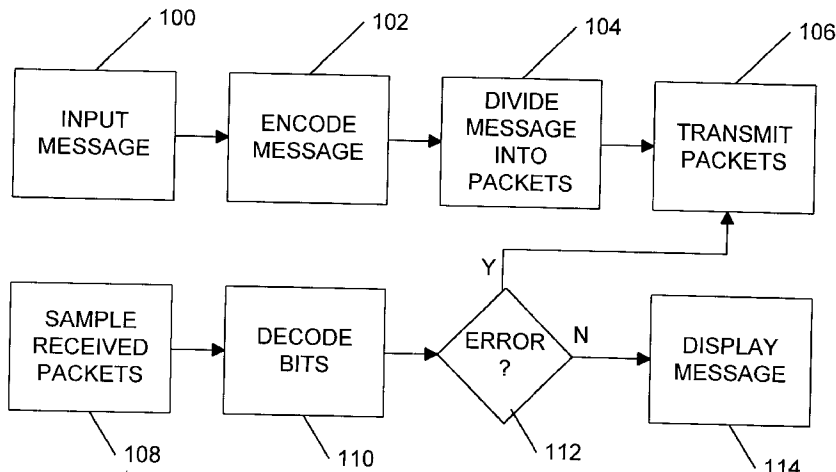 100
102
104
106
INPUT
MESSAGE
ENCODE
MESSAGE
DIVIDE
MESSAGE
INTO
PACKETS
TRANSMIT
PACKETS
Y
SAMPLE
RECEIVED
PACKETS
DECODE
BITS
ERROR
?
N
DISPLAY
MESSAGE
108
110
112
114